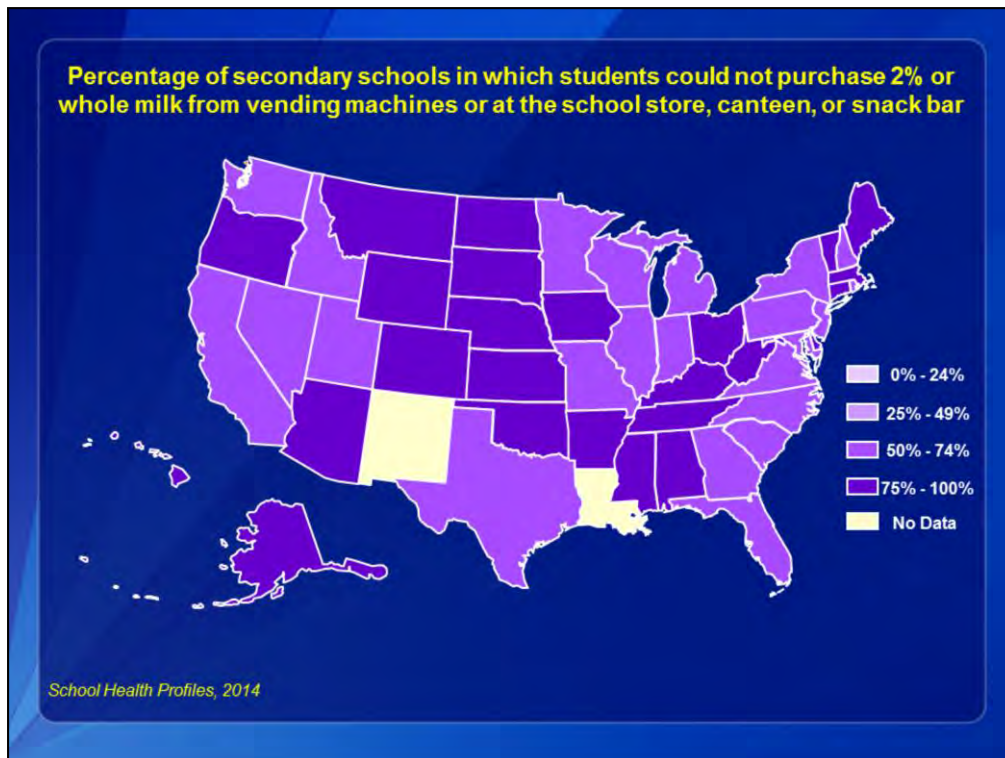 Percentage of secondary schools in which students could not purchase 2% or
whole milk from vending machines or at the school store, canteen, or snack bar
0% - 24%
25% - 49%
50% - 74%
75% - 100%
No Data
School Health Profiles, 2014